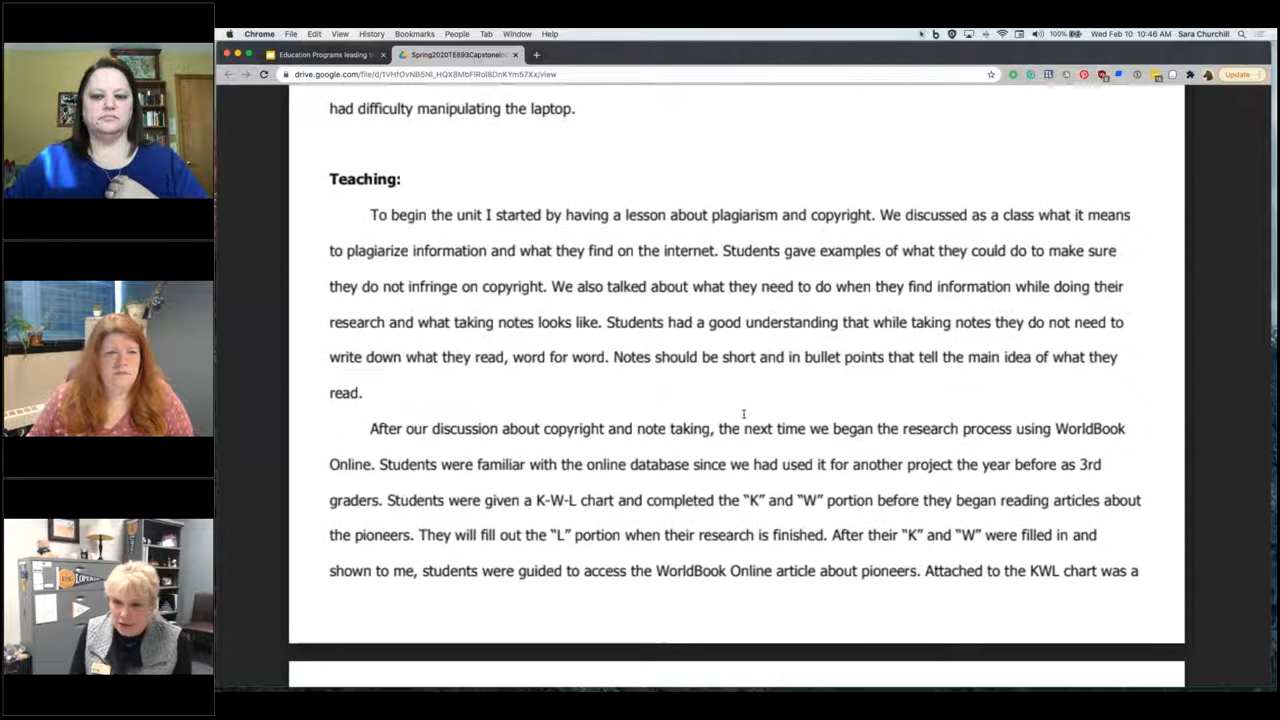 Chrome File Edit View History Bookmarks People Tab Window Help
100% Wed Feb 10 10:46 AM Sara Churchill
Education Programs leading t
Spring2020TE893CapstoneIn
Update
had difficulty manipulating the laptop.
Teaching:
To begin the unit I started by having a lesson about plagiarism and copyright. We discussed as a class what it means
to plagiarize information and what they find on the internet. Students gave examples of what they could do to make sure
they do not infringe on copyright. We also talked about what they need to do when they find information while doing their
research and what taking notes looks like. Students had a good understanding that while taking notes they do not need to
write down what they read, word for word. Notes should be short and in bullet points that tell the main idea of what they
read.
After our discussion about copyright and note taking, the next time we began the research process using WorldBook
Online. Students were familiar with the online database since we had used it for another project the year before as 3rd
graders. Students were given a K-W-L chart and completed the “K” and “W” portion before they began reading articles about
the pioneers. They will fill out the “L” portion when their research is finished. After their “K” and “W” were filled in and
shown to me, students were guided to access the WorldBook Online article about pioneers. Attached to the KWL chart was a